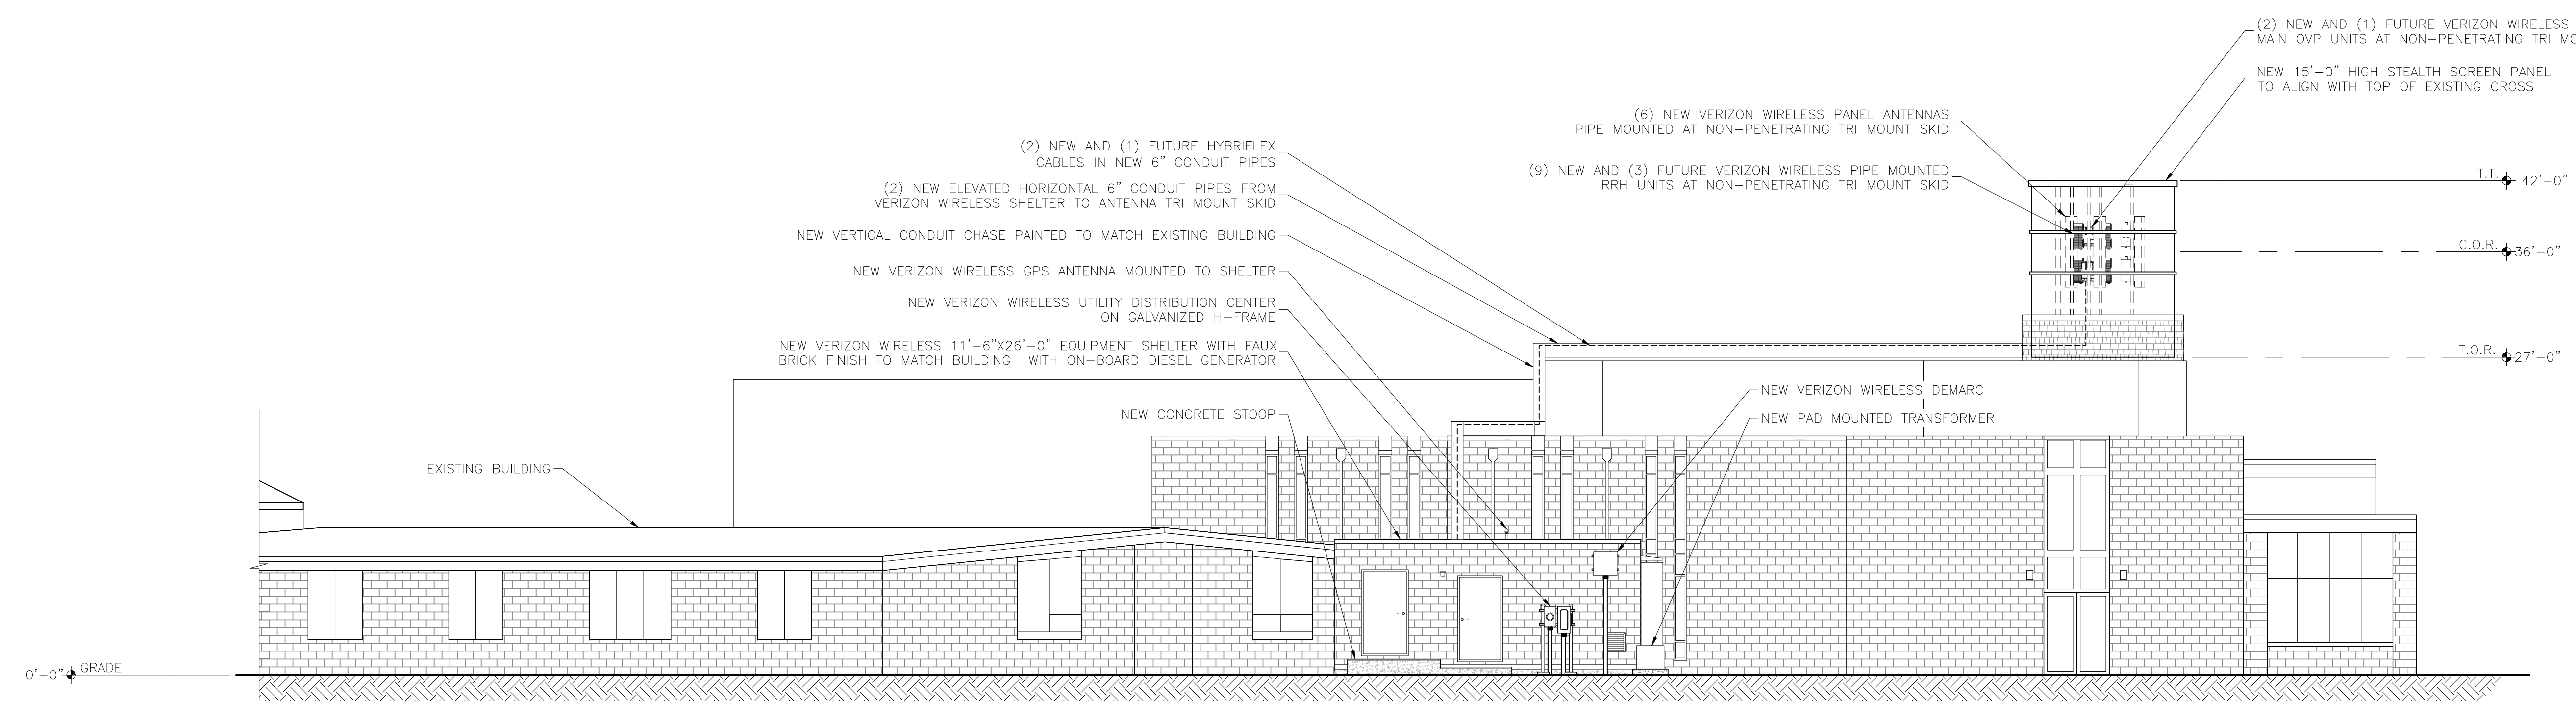 (2) NEW AND (1) FUTURE VERIZON WIRELESS
MAIN OVP UNITS AT NON-PENETRATING TRI
NEW 15'-0" HIGH STEALTH SCREEN PANEL
TO ALIGN WITH TOP OF EXISTING CROSS
(6) NEW VERIZON WIRELESS PANEL ANTENNAS
PIPE MOUNTED AT NON-PENETRATING TRI MOUNT SKID
(9) NEW AND (3) FUTURE VERIZON WIRELESS PIPE MOUNTED
RRH UNITS AT NON-PENETRATING TRI MOUNT SKID
(2) NEW AND (1) FUTURE HYBRIFLEX
CABLES IN NEW 6" CONDUIT PIPES
(2) NEW ELEVATED HORIZONTAL 6" CONDUIT PIPES FROM
VERIZON WIRELESS SHELTER TO ANTENNA TRI MOUNT SKID
NEW VERTICAL CONDUIT CHASE PAINTED TO MATCH EXISTING BUILDING
NEW VERIZON WIRELESS GPS ANTENNA MOUNTED TO SHELTER
NEW VERIZON WIRELESS UTILITY DISTRIBUTION CENTER
ON GALVANIZED H-FRAME
NEW VERIZON WIRELESS 11'-6"X26'-0" EQUIPMENT SHELTER WITH FAUX
BRICK FINISH TO MATCH BUILDING WITH ON-BOARD DIESEL GENERATOR
NEW CONCRETE STOOP
EXISTING BUILDING
NEW VERIZON WIRELESS DEMARC
NEW PAD MOUNTED TRANSFORMER
T.T. 42'-0"
C.O.R. 36'-0"
T.O.R. 27'-0"
0'-0" GRADE